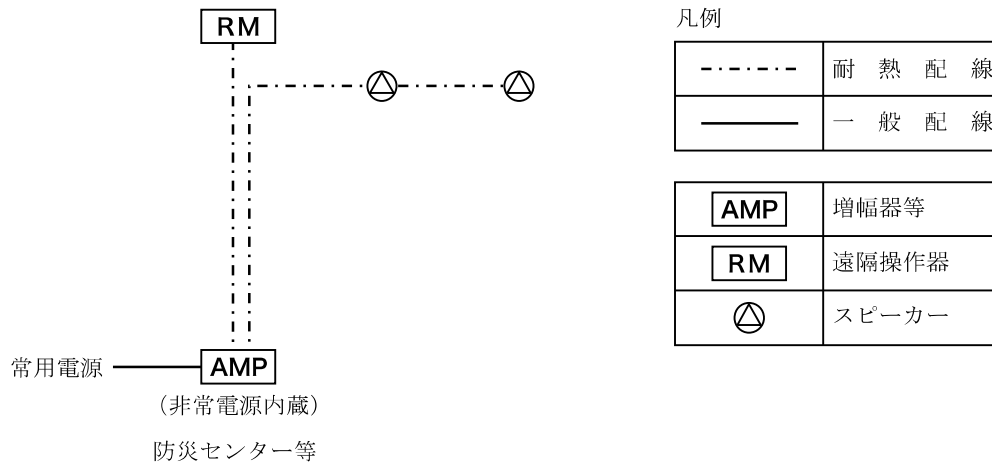 RM
常用電源
AMP
(非常電源内蔵)
防災センター等
凡例
耐熱配線
一般配線
AMP 増幅器等
RM 遠隔操作器
スピーカー